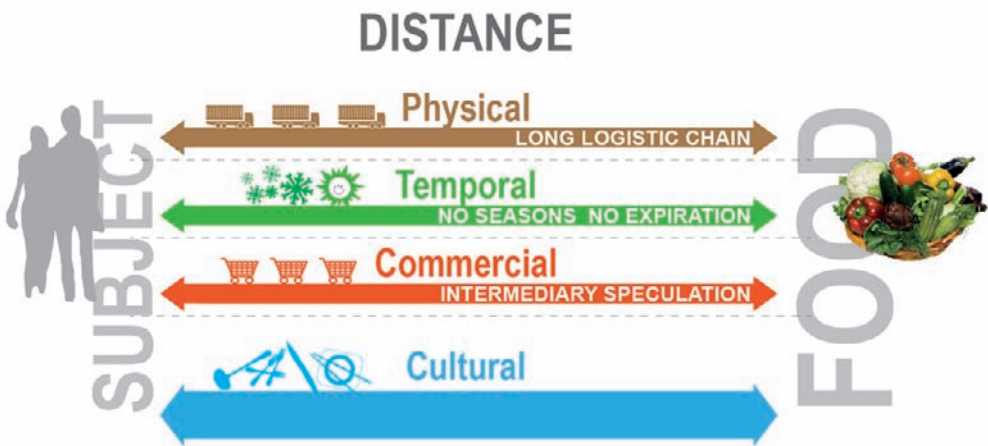 DISTANCE
SUBJECT
FOOD
Physical
LONG LOGISTIC CHAIN
Temporal
NO SEASONS NO EXPIRATION
Commercial
INTERMEDIARY SPECULATION
Cultural